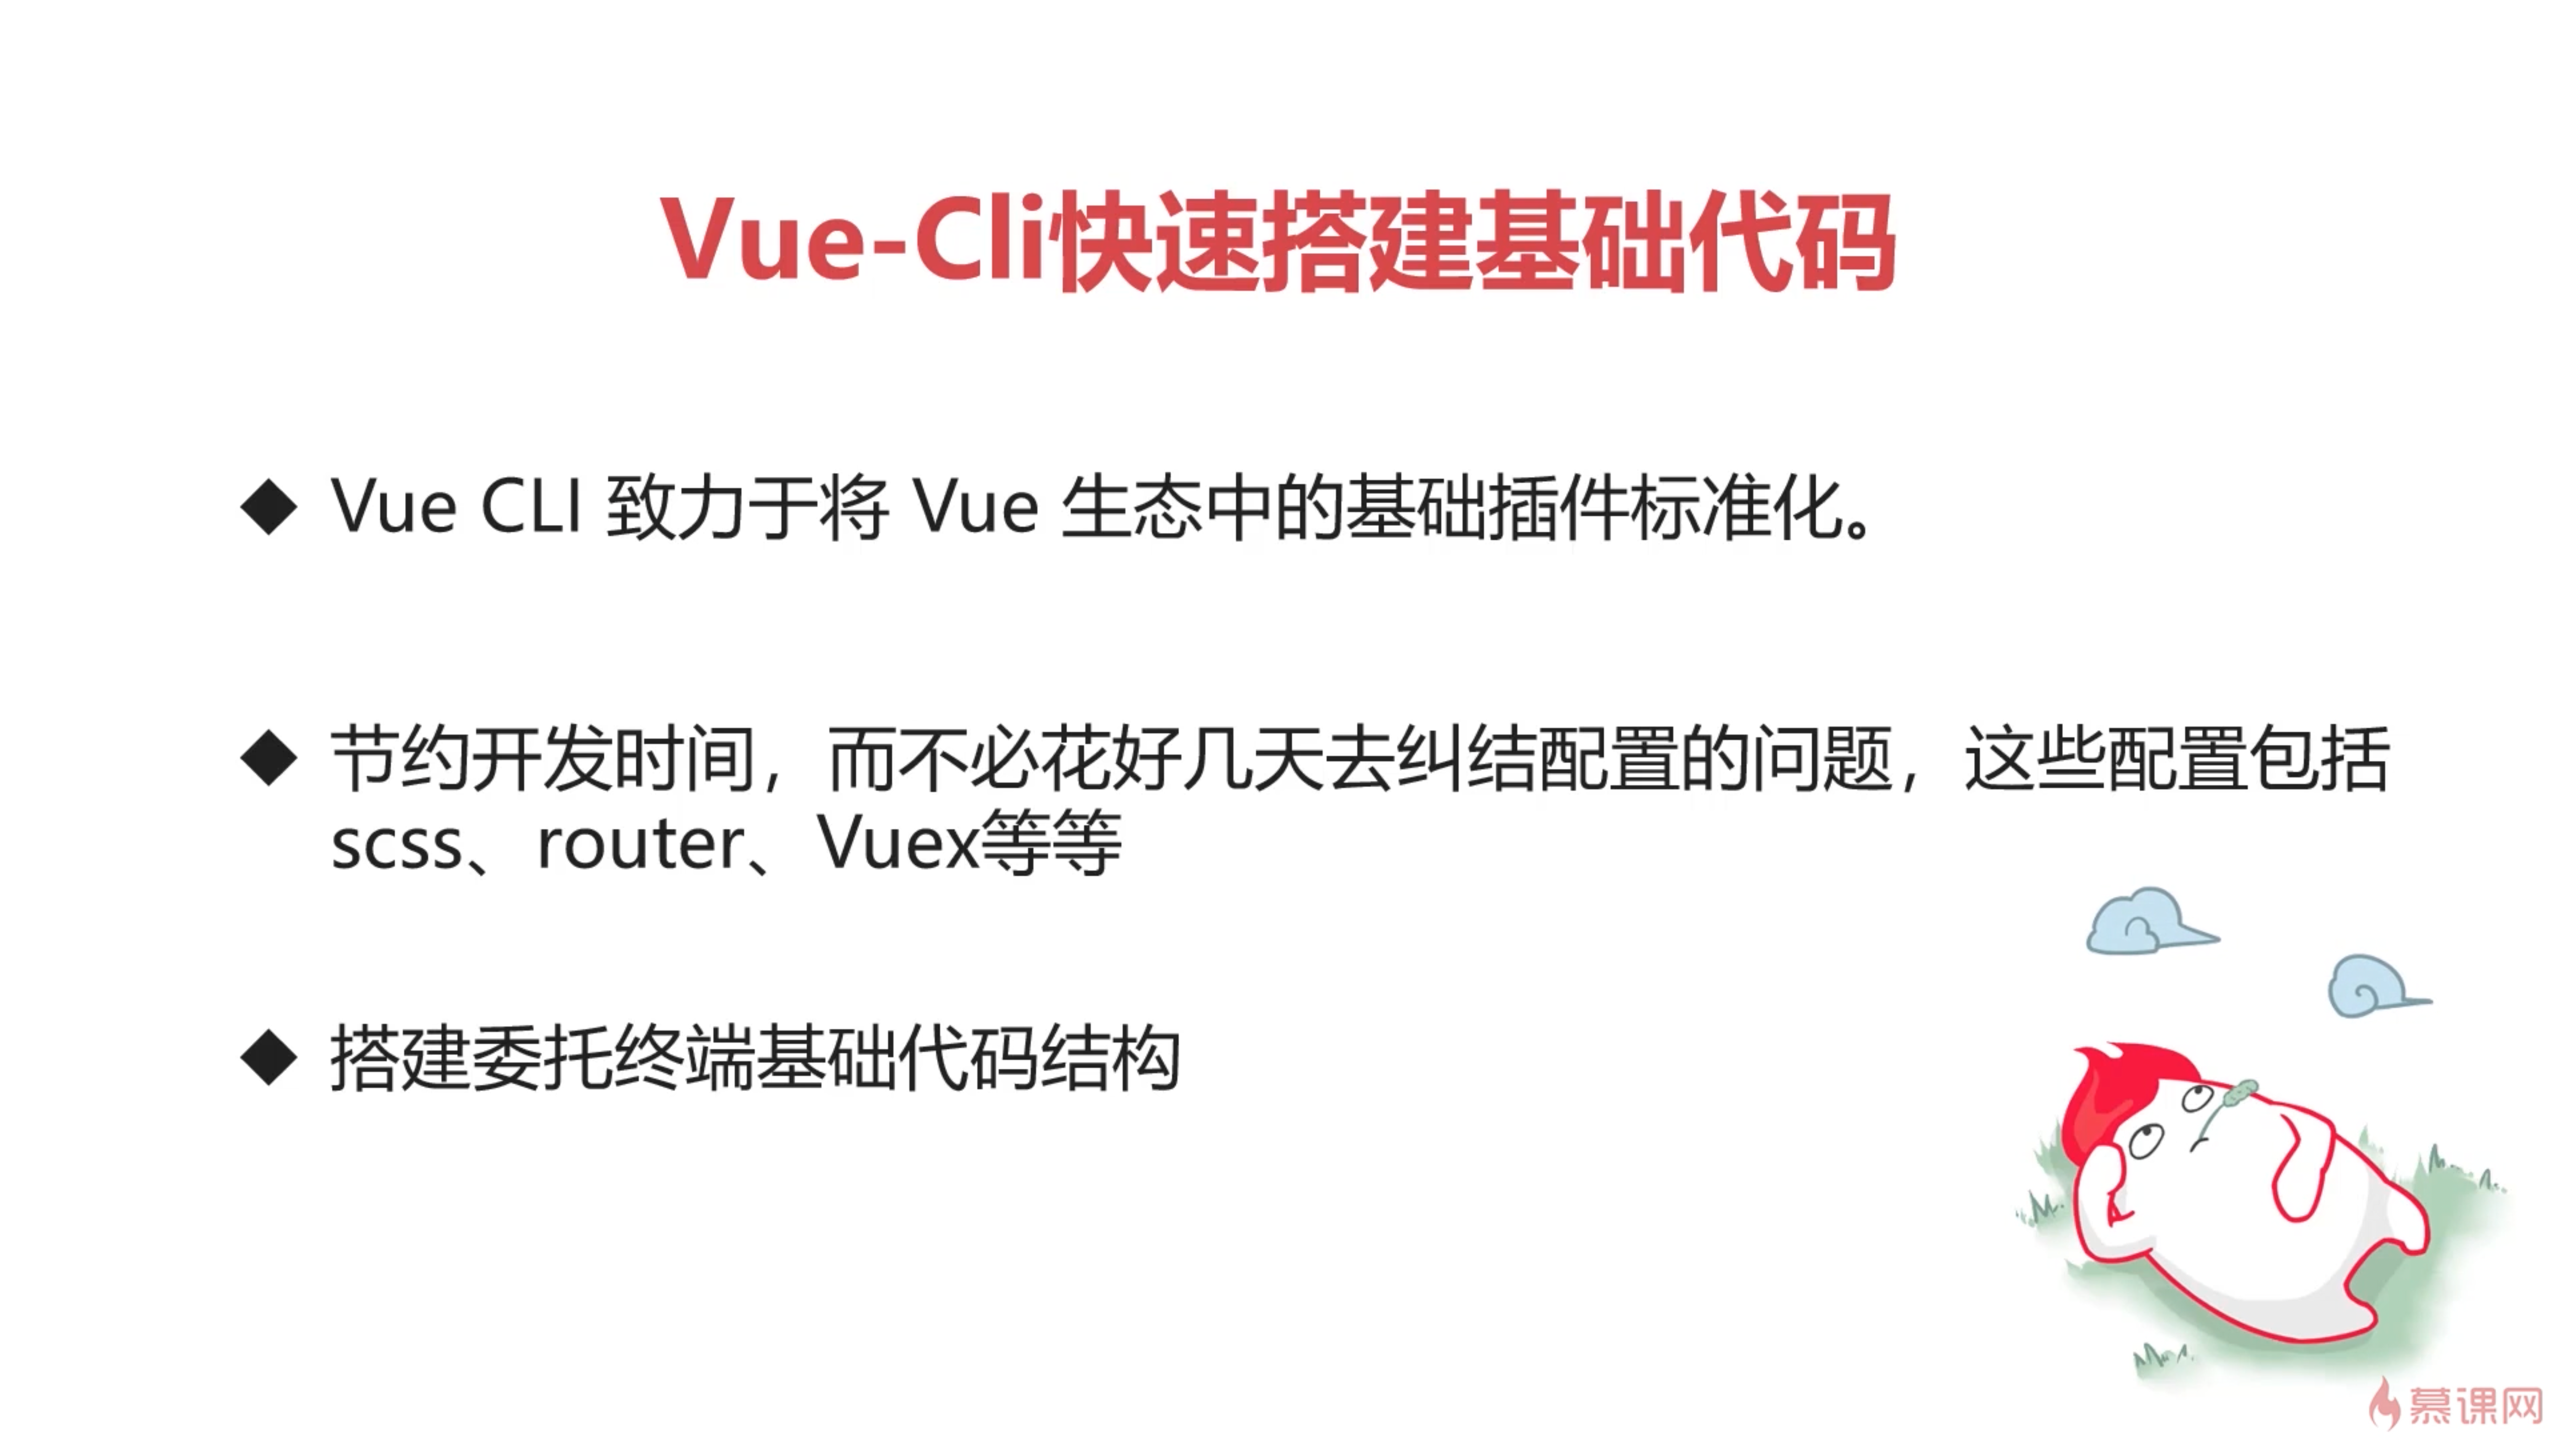 Vue-Cli快速搭建基础代码
◆ Vue CLI 致力于将 Vue 生态中的基础插件标准化。
◆ 节约开发时间，而不必花好几天去纠结配置的问题，这些配置包括
scss、router、Vuex等等
◆ 搭建委托终端基础代码结构
慕课网